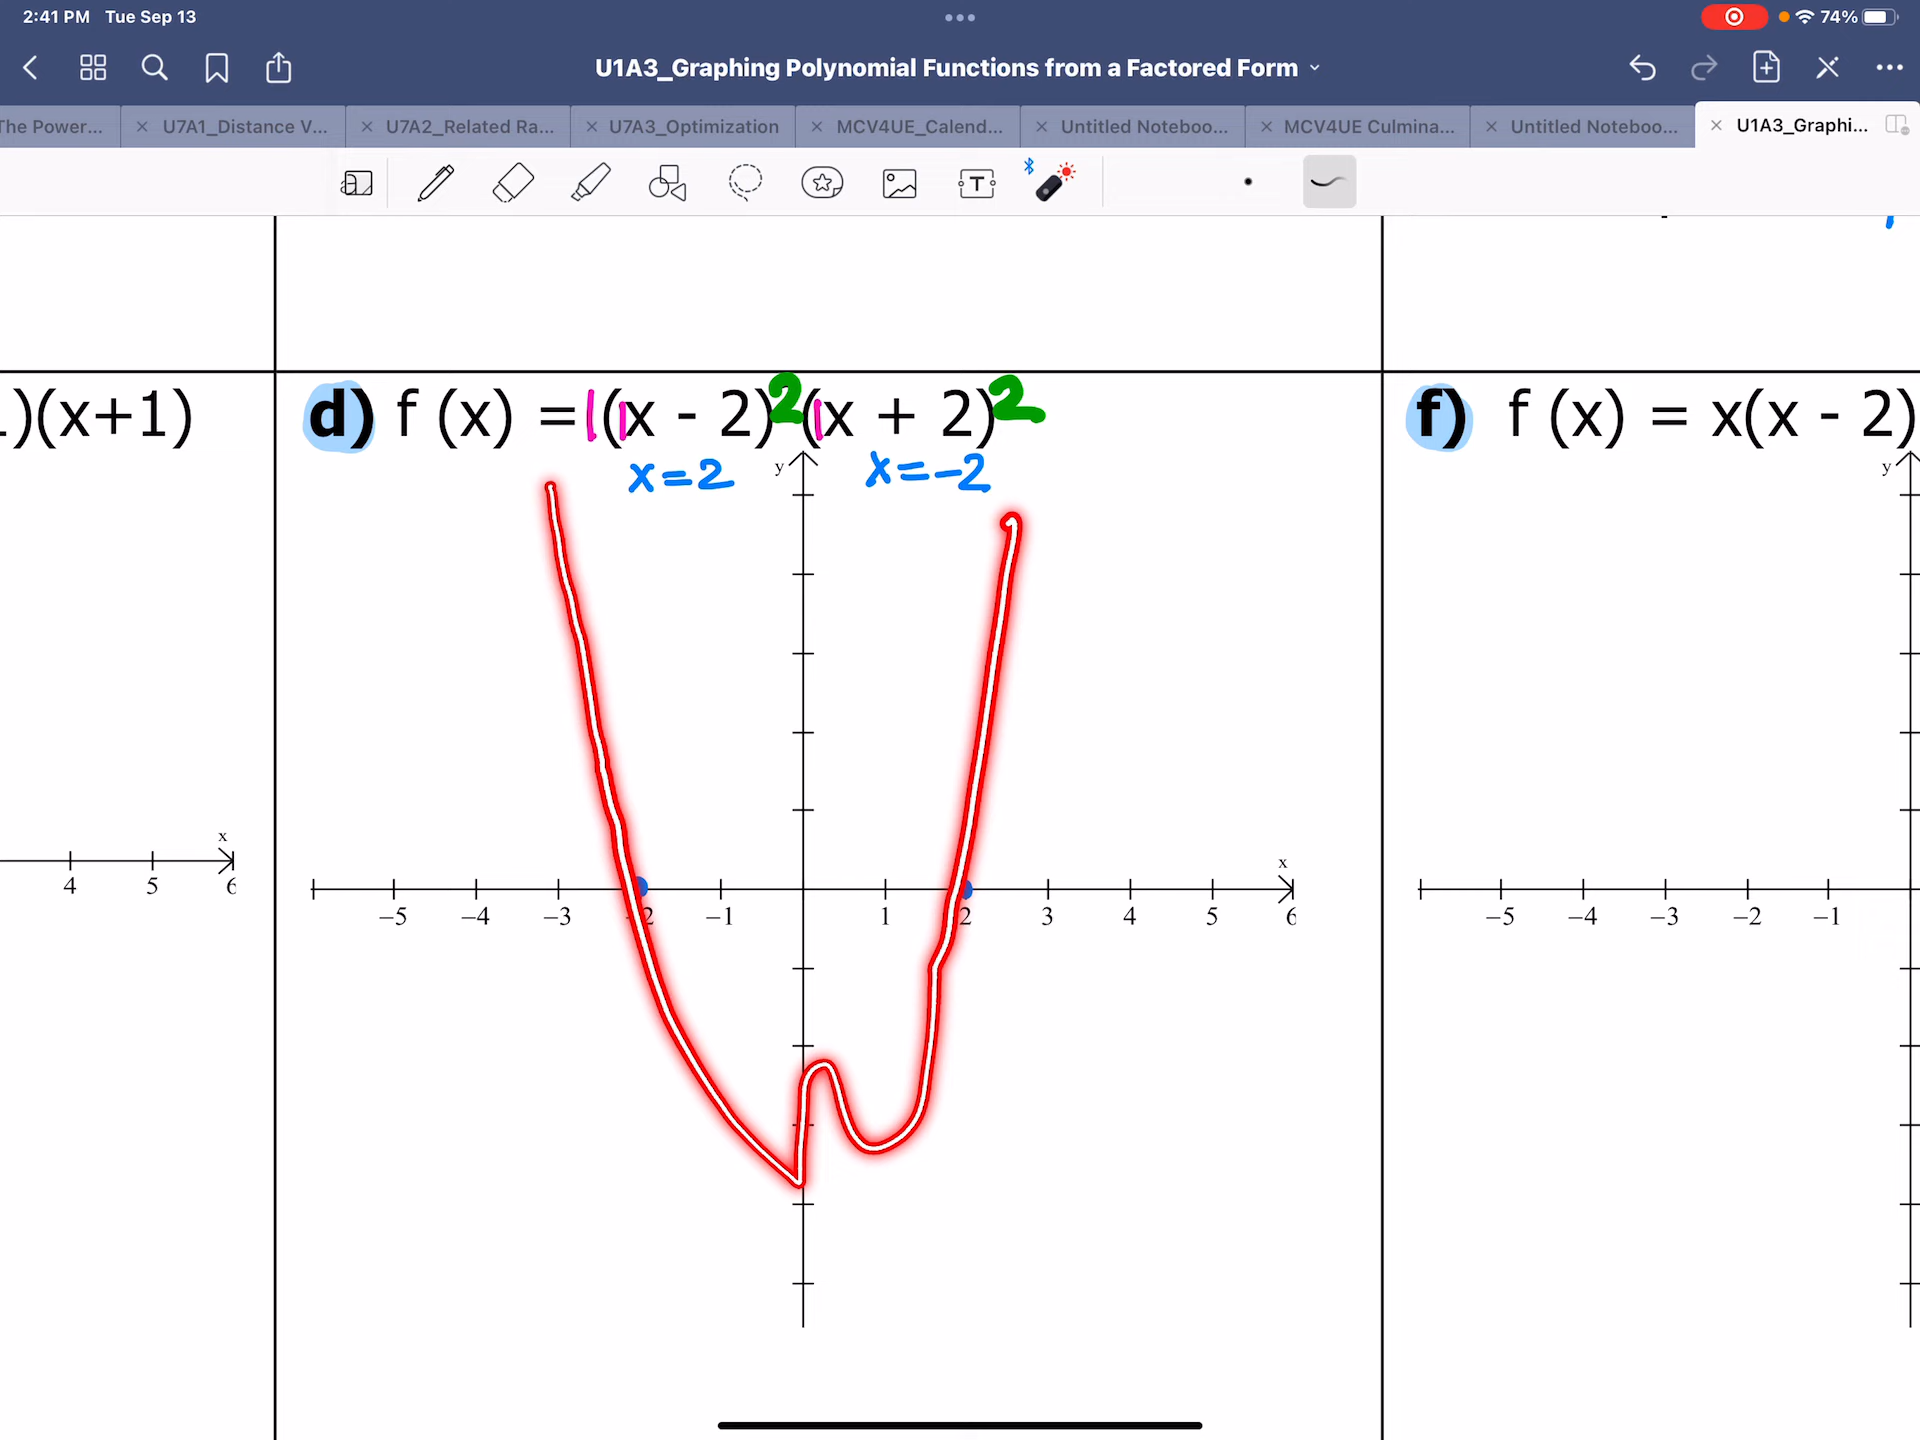 2:41 PM Tue Sep 13
74%
U1A3_Graphing Polynomial Functions from a Factored Form
The Power...
U7A1_Distance V...
U7A2_Related Ra...
U7A3_Optimization
MCV4UE_Calend...
Untitled Noteboo...
MCV4UE Culmina...
Untitled Noteboo...
U1A3_Graphi...
)(x+1)
d) f (x) = 1(1x - 2)²(1x + 2)²
f) f (x) = x(x - 2)
x=2
x=-2
y
y
x
4 5 6
x
-5 -4 -3 2 -1 1 2 3 4 5 6
-5 -4 -3 -2 -1